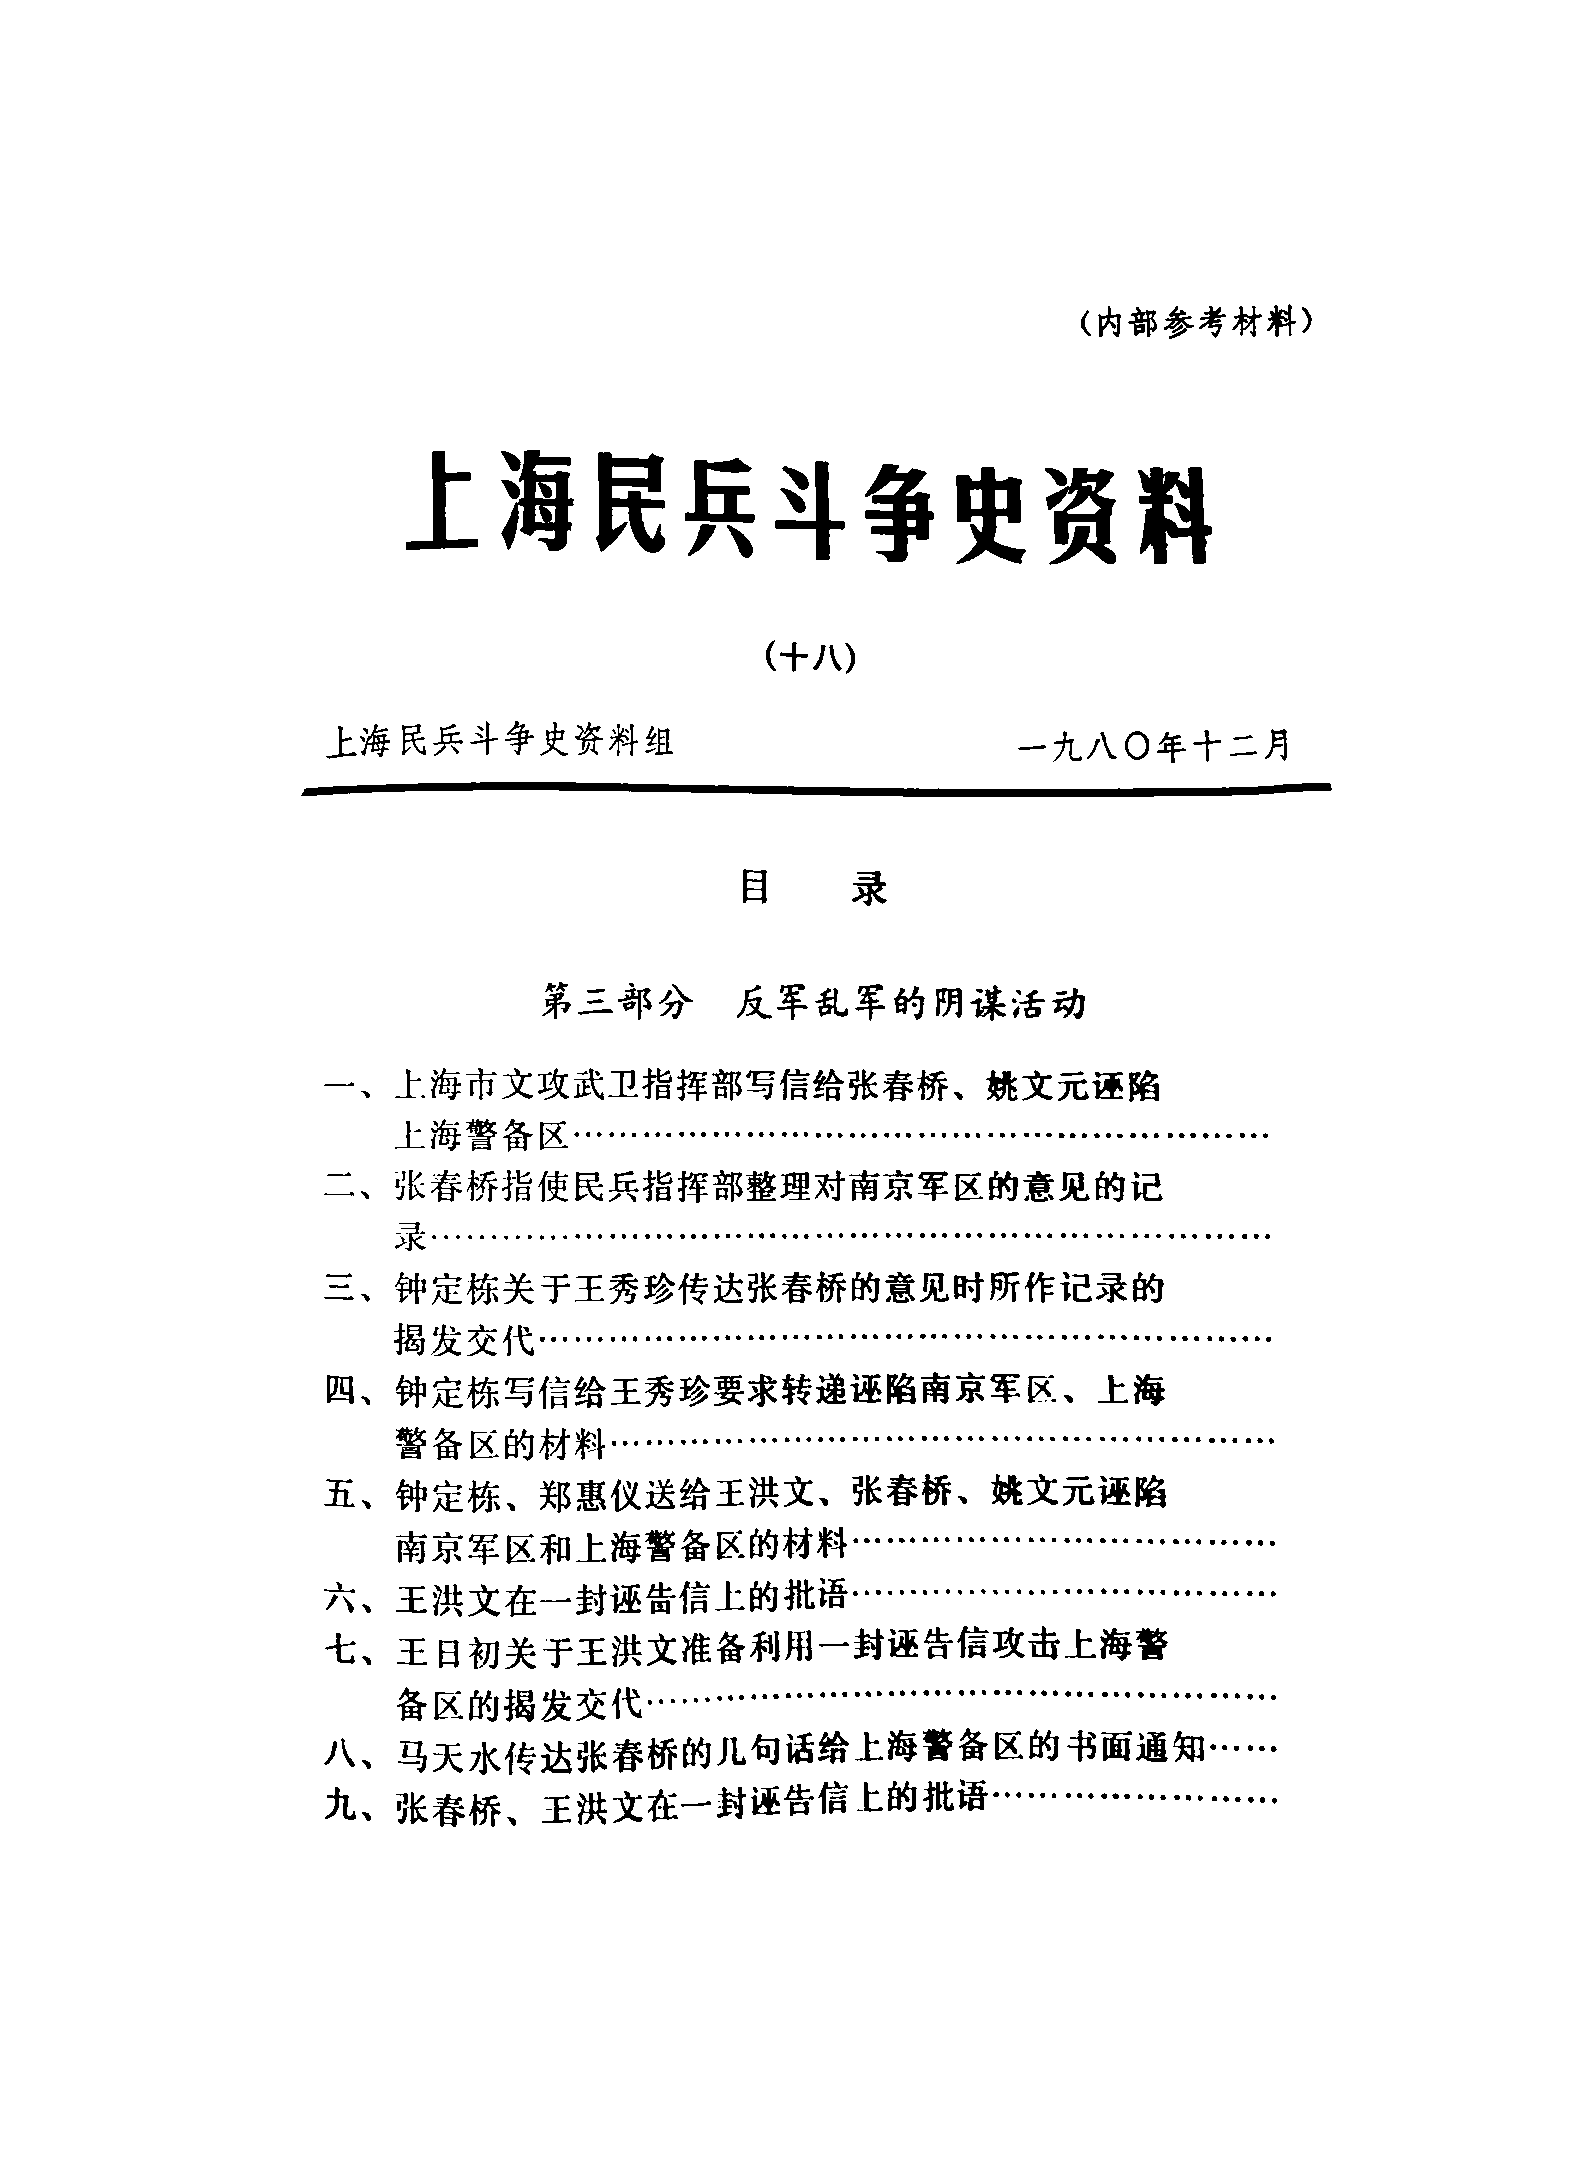 （内部参考材料）
上海民兵斗争史资料
（十八）
上海民兵斗争史资料组 一九八〇年十二月
目 录
第三部分 反军乱军的阴谋活动
一、上海市文攻武卫指挥部写信给张春桥、姚文元诬陷
上海警备区……………………………………………………
二、张春桥指使民兵指挥部整理对南京军区的意见的记
录………………………………………………………………
三、钟定栋关于王秀珍传达张春桥的意见时所作记录的
揭发交代………………………………………………………
四、钟定栋写信给王秀珍要求转递诬陷南京军区、上海
警备区的材料…………………………………………………
五、钟定栋、郑惠仪送给王洪文、张春桥、姚文元诬陷
南京军区和上海警备区的材料………………………………
六、王洪文在一封诬告信上的批语………………………………
七、王日初关于王洪文准备利用一封诬告信攻击上海警
备区的揭发交代………………………………………………
八、马天水传达张春桥的几句话给上海警备区的书面通知……
九、张春桥、王洪文在一封诬告信上的批语……………………